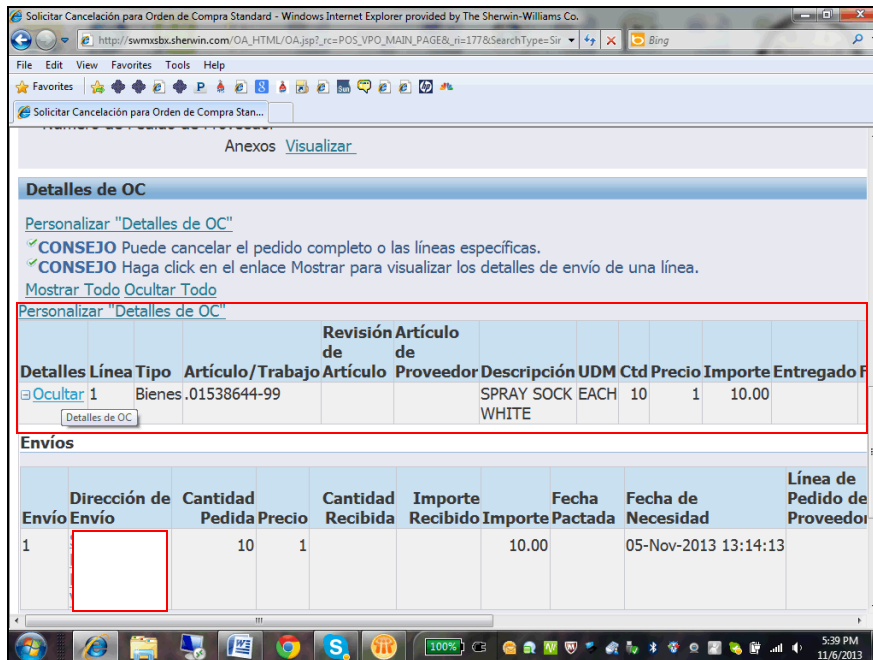 Solicitar Cancelación para Orden de Compra Standard - Windows Internet Explorer provided by The Sherwin-Williams Co.
http://swmxsbx.sherwin.com/OA_HTML/OA.jsp?_rc=POS_VPO_MAIN_PAGE&_ri=177&SearchType=Sir
Bing
File Edit View Favorites Tools Help
Favorites
Solicitar Cancelación para Orden de Compra Stan...
Anexos Visualizar
Detalles de OC
Personalizar "Detalles de OC"
CONSEJO Puede cancelar el pedido completo o las líneas específicas.
CONSEJO Haga click en el enlace Mostrar para visualizar los detalles de envío de una línea.
Mostrar Todo Ocultar Todo
Personalizar "Detalles de OC"
Revisión Artículo
de de
Detalles Línea Tipo Artículo/Trabajo Artículo Proveedor Descripción UDM Ctd Precio Importe Entregado F
Ocultar 1 Bienes .01538644-99 SPRAY SOCK EACH 10 1 10.00
WHITE
Detalles de OC
Envíos
Línea de
Dirección de Cantidad Cantidad Importe Fecha Fecha de Pedido de
Envío Envío Pedida Precio Recibida Recibido Importe Pactada Necesidad Proveedor
1 10 1 10.00 05-Nov-2013 13:14:13
100%
5:39 PM
11/6/2013